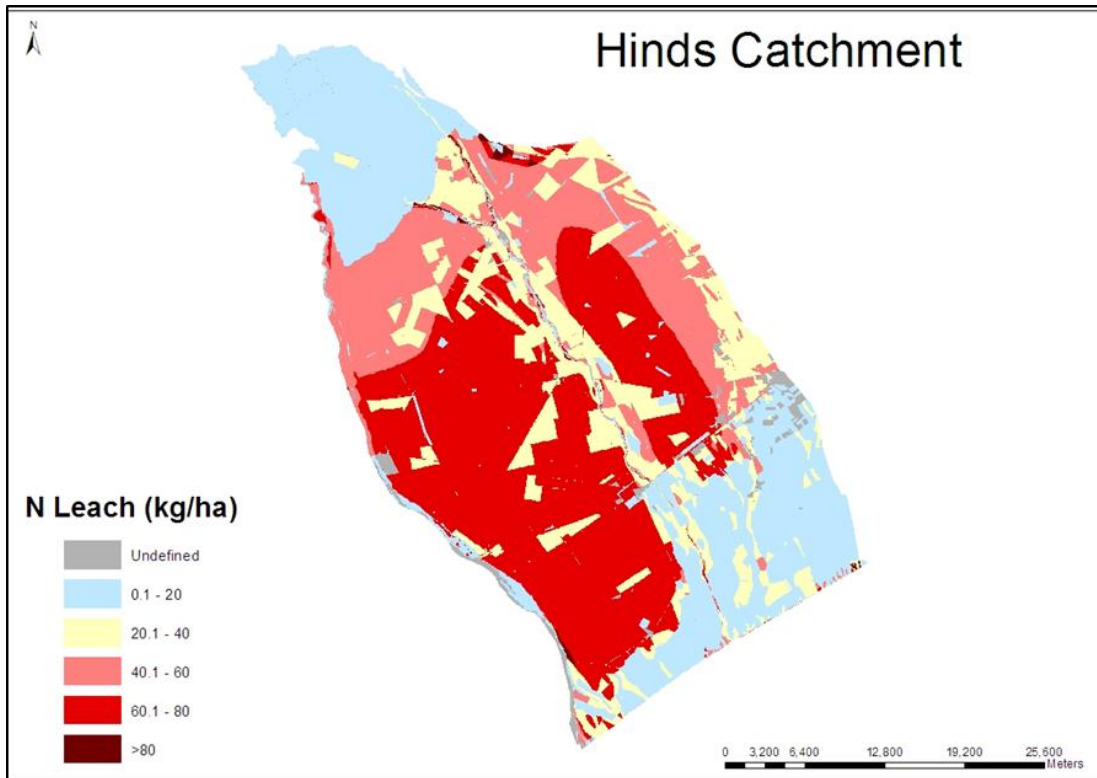 N
Hinds Catchment
N Leach (kg/ha)
Undefined
0.1 - 20
20.1 - 40
40.1 - 60
60.1 - 80
>80
0 3,200 6,400 12,800 19,200 25,600
Meters